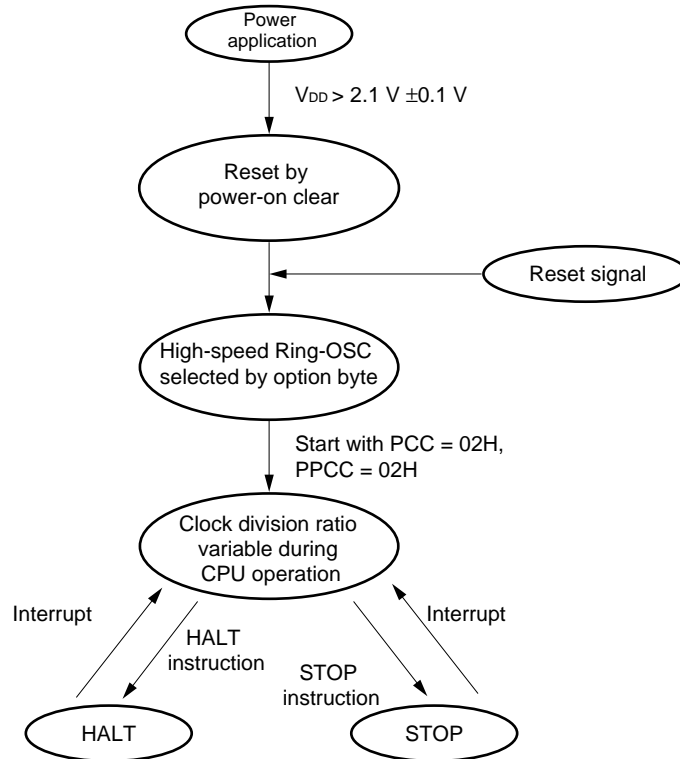 Power
application
VDD > 2.1 V ±0.1 V
Reset by
power-on clear
Reset signal
High-speed Ring-OSC
selected by option byte
Start with PCC = 02H,
PPCC = 02H
Clock division ratio
variable during
CPU operation
Interrupt
HALT
instruction
STOP
instruction
Interrupt
HALT
STOP